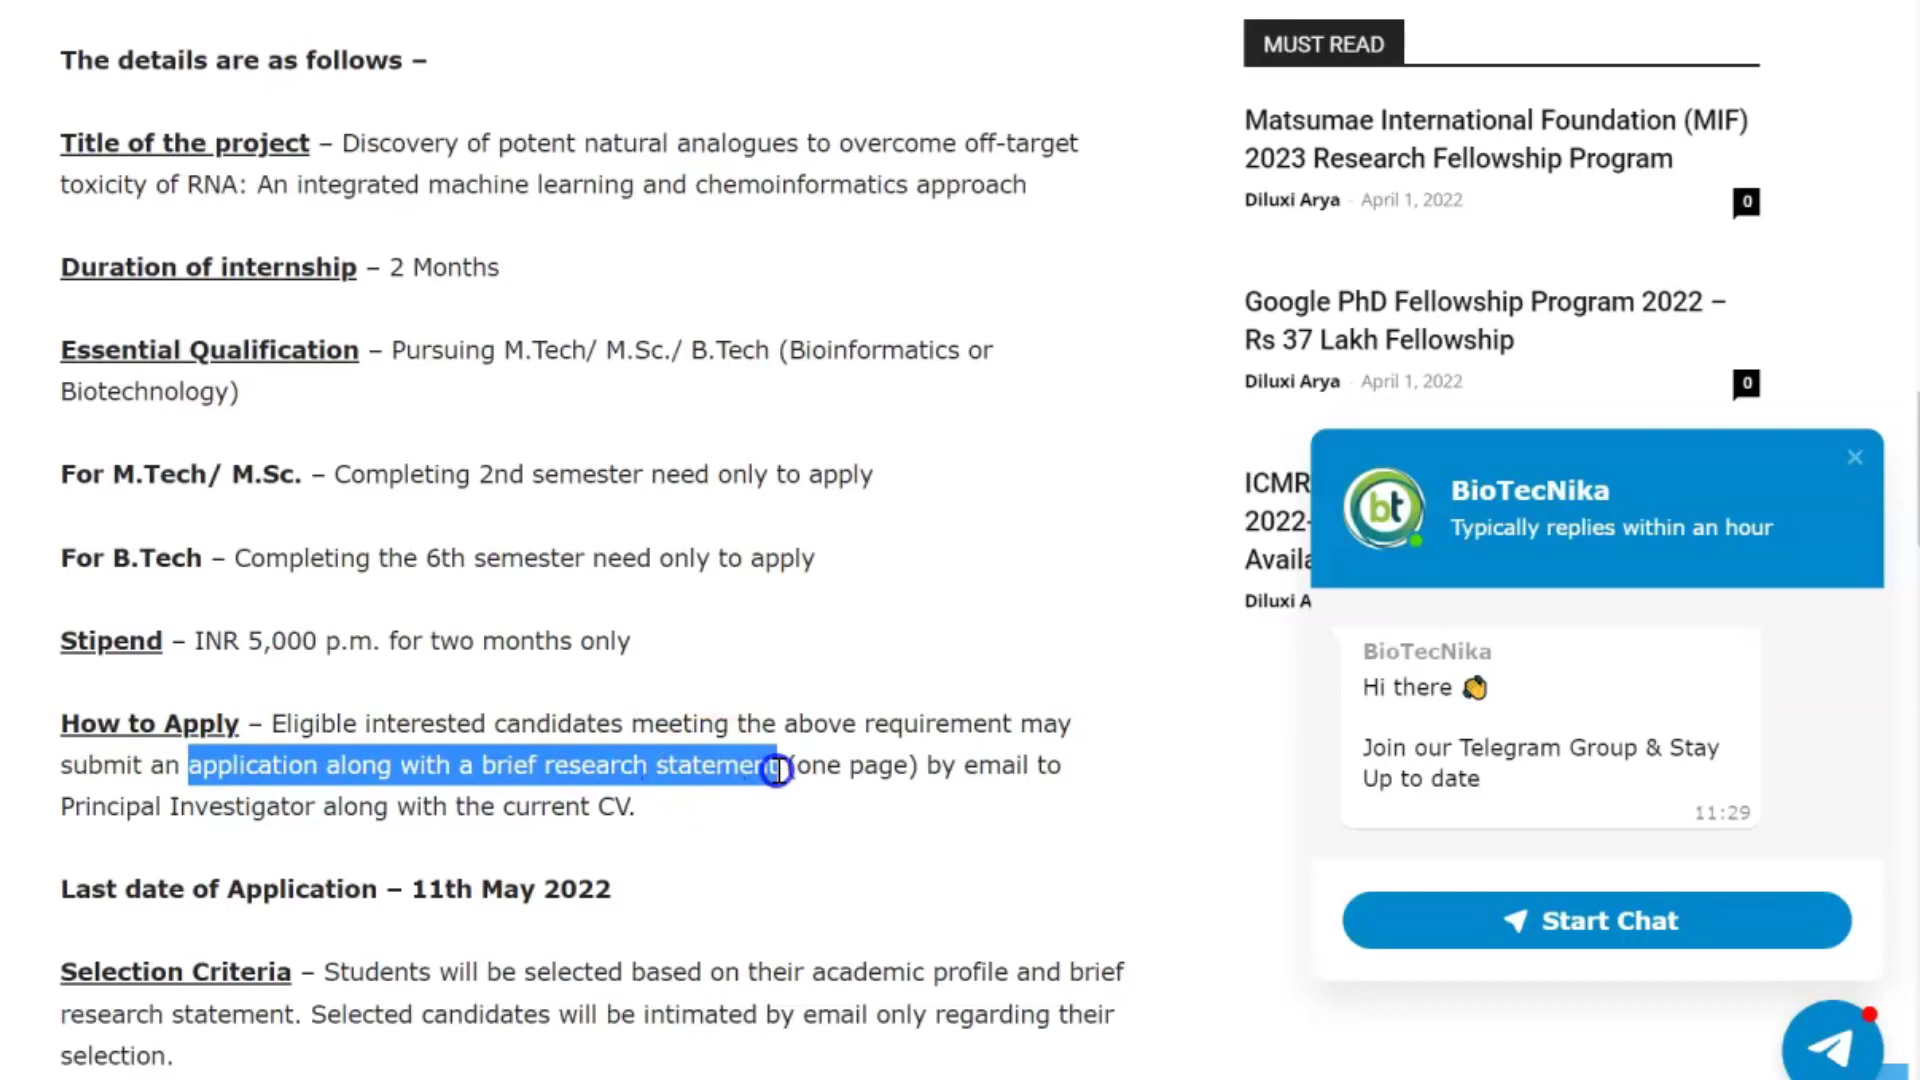 The details are as follows –
Title of the project – Discovery of potent natural analogues to overcome off-target
toxicity of RNA: An integrated machine learning and chemoinformatics approach
Duration of internship – 2 Months
Essential Qualification – Pursuing M.Tech/ M.Sc./ B.Tech (Bioinformatics or
Biotechnology)
For M.Tech/ M.Sc. – Completing 2nd semester need only to apply
For B.Tech – Completing the 6th semester need only to apply
Stipend – INR 5,000 p.m. for two months only
How to Apply – Eligible interested candidates meeting the above requirement may
submit an application along with a brief research statement (one page) by email to
Principal Investigator along with the current CV.
Last date of Application – 11th May 2022
Selection Criteria – Students will be selected based on their academic profile and brief
research statement. Selected candidates will be intimated by email only regarding their
selection.
MUST READ
Matsumae International Foundation (MIF)
2023 Research Fellowship Program
Diluxi Arya - April 1, 2022
0
Google PhD Fellowship Program 2022 –
Rs 37 Lakh Fellowship
Diluxi Arya - April 1, 2022
0
ICMR
2022-
Availa
Diluxi A
bt
BioTecNika
Typically replies within an hour
BioTecNika
Hi there
Join our Telegram Group & Stay
Up to date
11:29
Start Chat